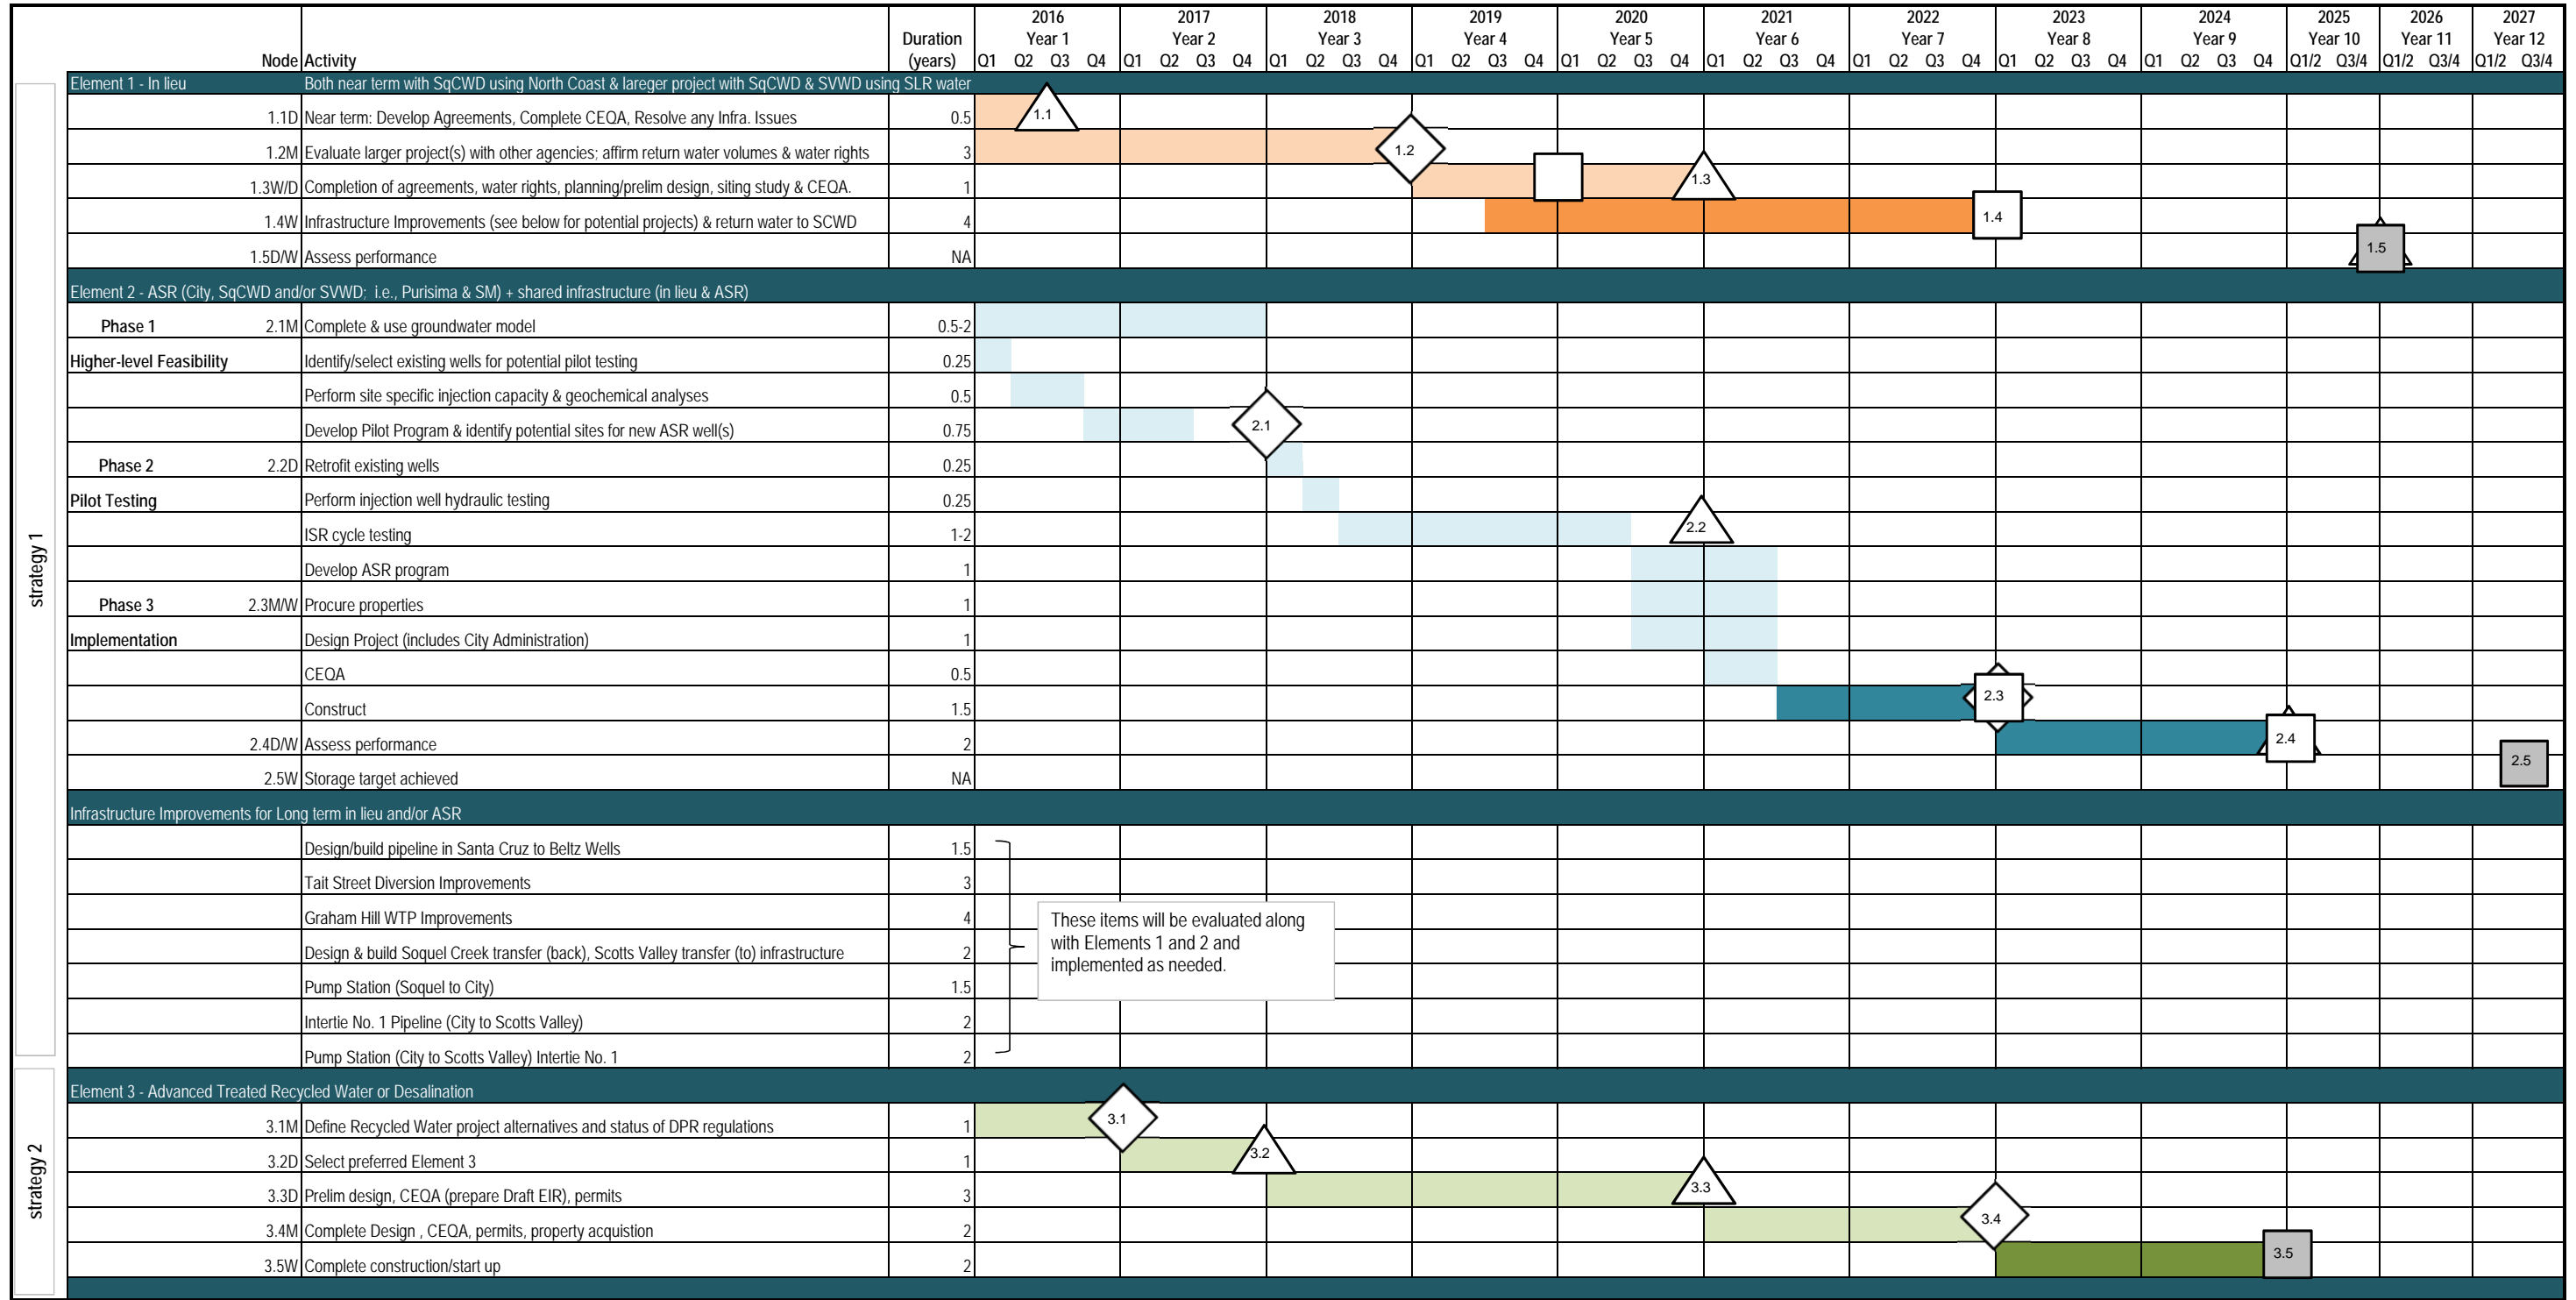 2016 2017 2018 2019 2020 2021 2022 2023 2024 2025 2026 2027
Duration Year 1 Year 2 Year 3 Year 4 Year 5 Year 6 Year 7 Year 8 Year 9 Year 10 Year 11 Year 12
Node Activity (years) Q1 Q2 Q3 Q4 Q1 Q2 Q3 Q4 Q1 Q2 Q3 Q4 Q1 Q2 Q3 Q4 Q1 Q2 Q3 Q4 Q1 Q2 Q3 Q4 Q1 Q2 Q3 Q4 Q1 Q2 Q3 Q4 Q1 Q2 Q3 Q4 Q1/2 Q3/4 Q1/2 Q3/4 Q1/2 Q3/4
strategy 1
Element 1 - In lieu Both near term with SqCWD using North Coast & lareger project with SqCWD & SVWD using SLR water
1.1D Near term: Develop Agreements, Complete CEQA, Resolve any Infra. Issues 0.5 1.1
1.2M Evaluate larger project(s) with other agencies; affirm return water volumes & water rights 3 1.2
1.3W/D Completion of agreements, water rights, planning/prelim design, siting study & CEQA. 1 1.3
1.4W Infrastructure Improvements (see below for potential projects) & return water to SCWD 4 1.4
1.5D/W Assess performance NA 1.5
Element 2 - ASR (City, SqCWD and/or SVWD; i.e., Purisima & SM) + shared infrastructure (in lieu & ASR)
Phase 1 2.1M Complete & use groundwater model 0.5-2
Higher-level Feasibility Identify/select existing wells for potential pilot testing 0.25
Perform site specific injection capacity & geochemical analyses 0.5
Develop Pilot Program & identify potential sites for new ASR well(s) 0.75 2.1
Phase 2 2.2D Retrofit existing wells 0.25
Pilot Testing Perform injection well hydraulic testing 0.25
ISR cycle testing 1-2 2.2
Develop ASR program 1
Phase 3 2.3M/W Procure properties 1
Implementation Design Project (includes City Administration) 1
CEQA 0.5
Construct 1.5 2.3
2.4D/W Assess performance 2 2.4
2.5W Storage target achieved NA 2.5
Infrastructure Improvements for Long term in lieu and/or ASR
Design/build pipeline in Santa Cruz to Beltz Wells 1.5
Tait Street Diversion Improvements 3
Graham Hill WTP Improvements 4
Design & build Soquel Creek transfer (back), Scotts Valley transfer (to) infrastructure 2
Pump Station (Soquel to City) 1.5
Intertie No. 1 Pipeline (City to Scotts Valley) 2
Pump Station (City to Scotts Valley) Intertie No. 1 2
These items will be evaluated along
with Elements 1 and 2 and
implemented as needed.
strategy 2
Element 3 - Advanced Treated Recycled Water or Desalination
3.1M Define Recycled Water project alternatives and status of DPR regulations 1 3.1
3.2D Select preferred Element 3 1 3.2
3.3D Prelim design, CEQA (prepare Draft EIR), permits 3 3.3
3.4M Complete Design , CEQA, permits, property acquistion 2 3.4
3.5W Complete construction/start up 2 3.5